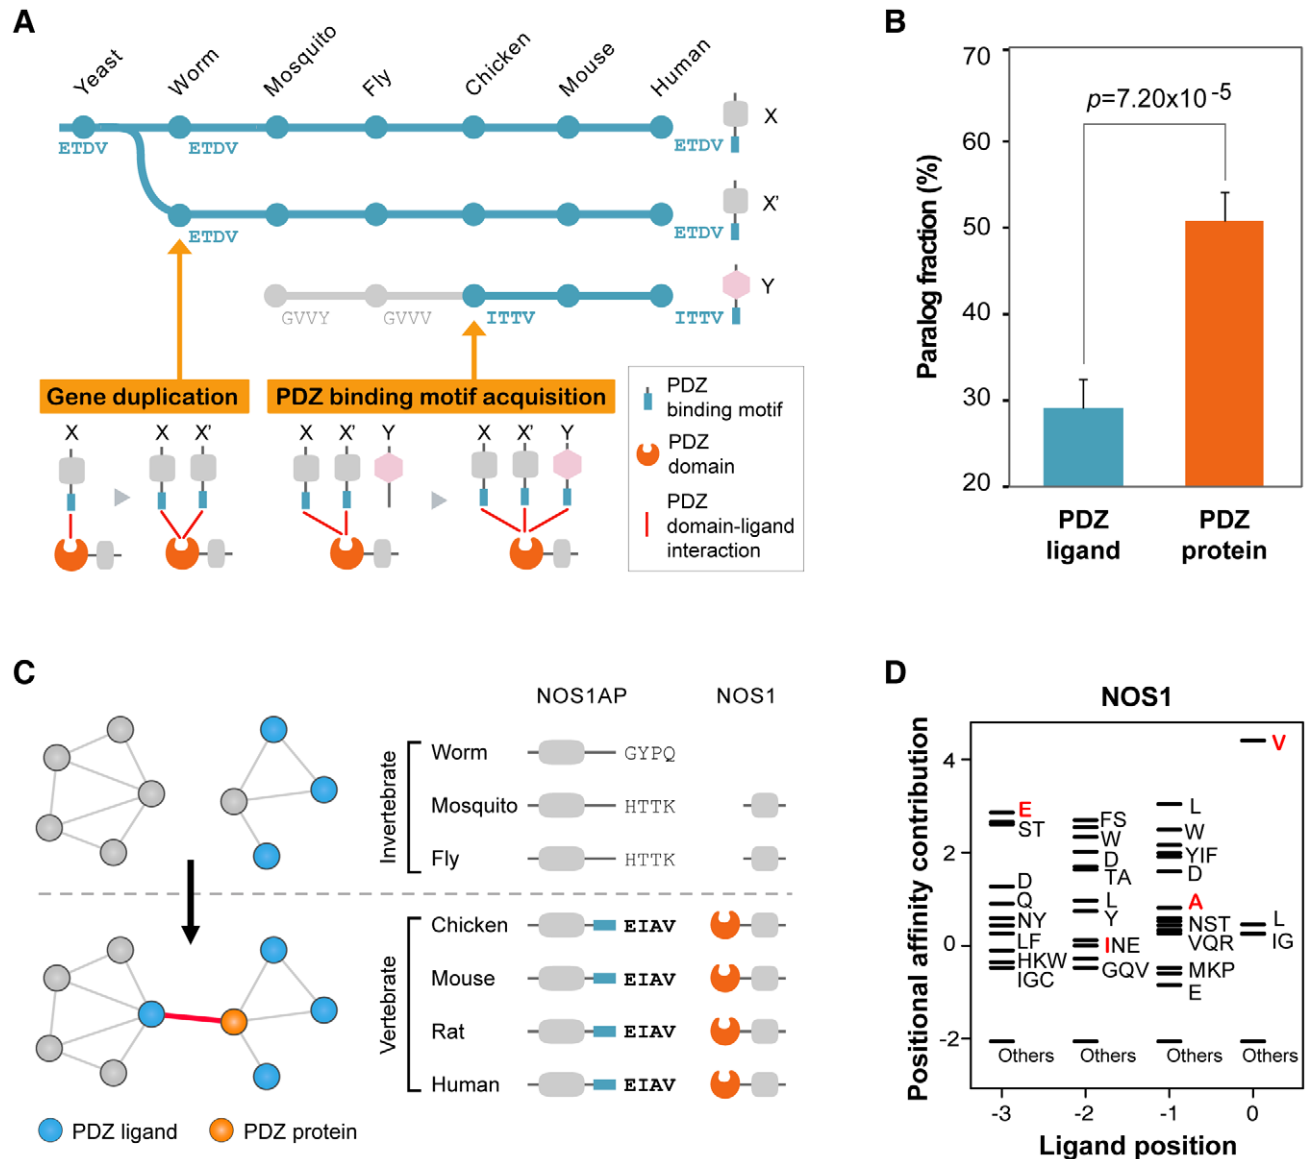 A
Yeast
Worm
Mosquito
Fly
Chicken
Mouse
Human
X
ETDV
ETDV
ETDV
X'
ETDV
ETDV
Y
GVVY
GVVV
ITTV
ITTV
Gene duplication
PDZ binding motif acquisition
X
X
X'
X
X'
Y
X
X'
Y
PDZ
binding motif
PDZ
domain
PDZ
domain-ligand
interaction
B
Paralog fraction (%)
70
60
50
40
30
20
p=7.20x10 -5
PDZ
ligand
PDZ
protein
C
NOS1AP
NOS1
Invertebrate
Worm
GYPQ
Mosquito
HTTK
Fly
HTTK
Vertebrate
Chicken
EIAV
Mouse
EIAV
Rat
EIAV
Human
EIAV
PDZ ligand
PDZ protein
D
NOS1
Positional affinity contribution
4
2
0
-2
E
ST
D
Q
NY
LF
HKW
IGC
Others
FS
W
D
TA
L
Y
INE
GQV
Others
L
W
YIF
D
A
NST
VQR
MKP
E
Others
V
L
IG
Others
-3
-2
-1
0
Ligand position